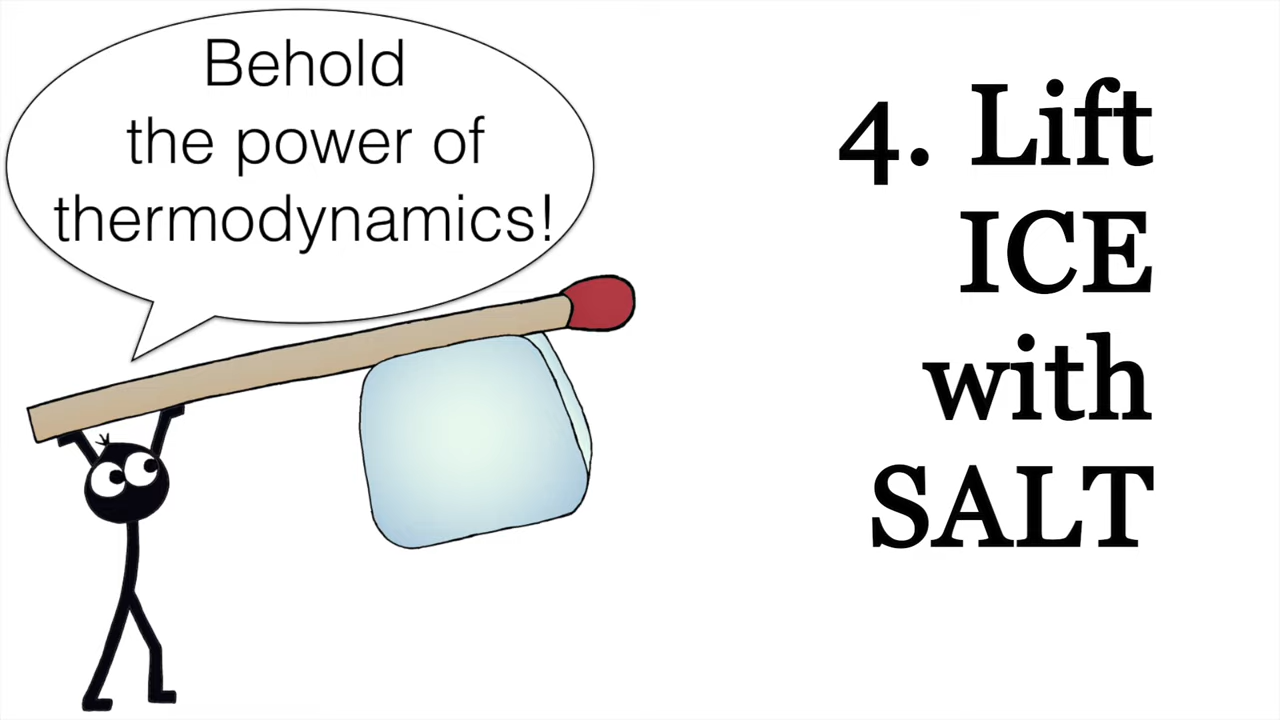 Behold
the power of
thermodynamics!
4. Lift
ICE
with
SALT